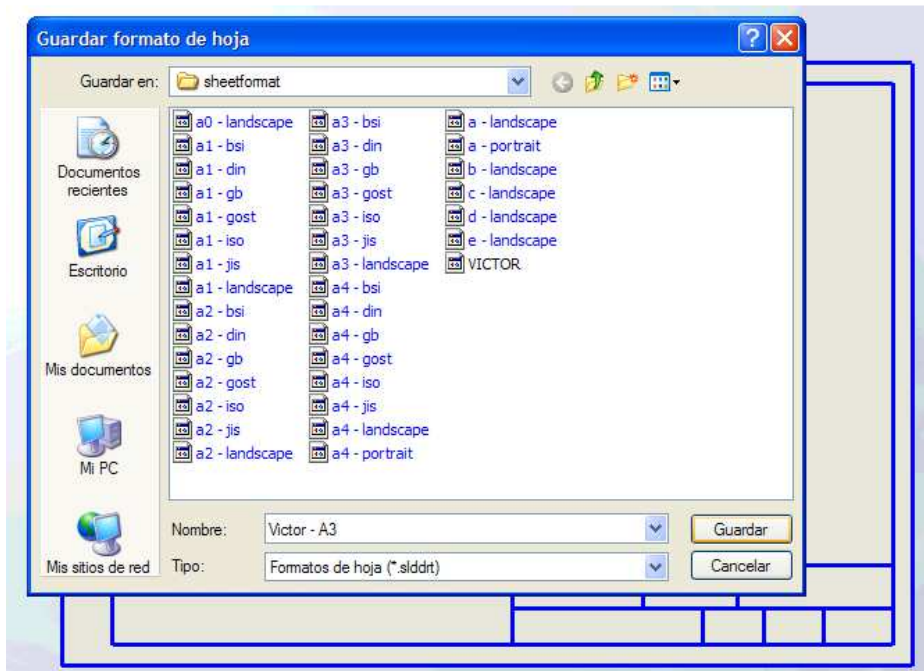 Guardar formato de hoja
Guardar en: sheetformat
Documentos recientes
Escritorio
Mis documentos
Mi PC
Mis sitios de red
a0 - landscape
a1 - bsi
a1 - din
a1 - gb
a1 - gost
a1 - iso
a1 - jis
a1 - landscape
a2 - bsi
a2 - din
a2 - gb
a2 - gost
a2 - iso
a2 - jis
a2 - landscape
a3 - bsi
a3 - din
a3 - gb
a3 - gost
a3 - iso
a3 - jis
a3 - landscape
a4 - bsi
a4 - din
a4 - gb
a4 - gost
a4 - iso
a4 - jis
a4 - landscape
a4 - portrait
a - landscape
a - portrait
b - landscape
c - landscape
d - landscape
e - landscape
VICTOR
Nombre: Victor - A3
Guardar
Tipo: Formatos de hoja (*.slddrt)
Cancelar